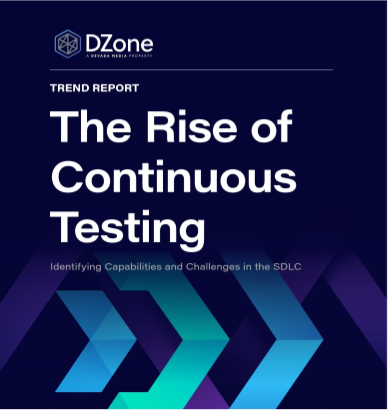 DZone
A DEVADA MEDIA PROPERTY
TREND REPORT
The Rise of
Continuous
Testing
Identifying Capabilities and Challenges in the SDLC